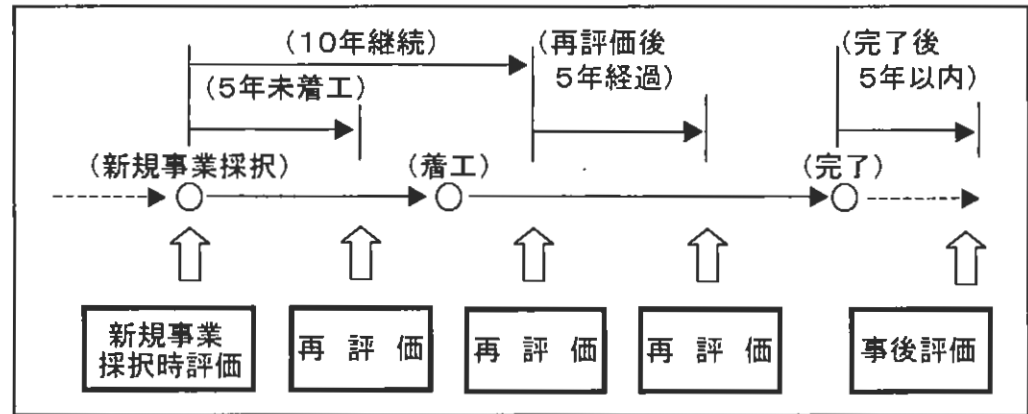 (10年継続)
(再評価後
5年経過)
(完了後
5年以内)
(5年未着工)
(新規事業採択)
(着工)
(完了)
新規事業
採択時評価
再評価
再評価
再評価
事後評価